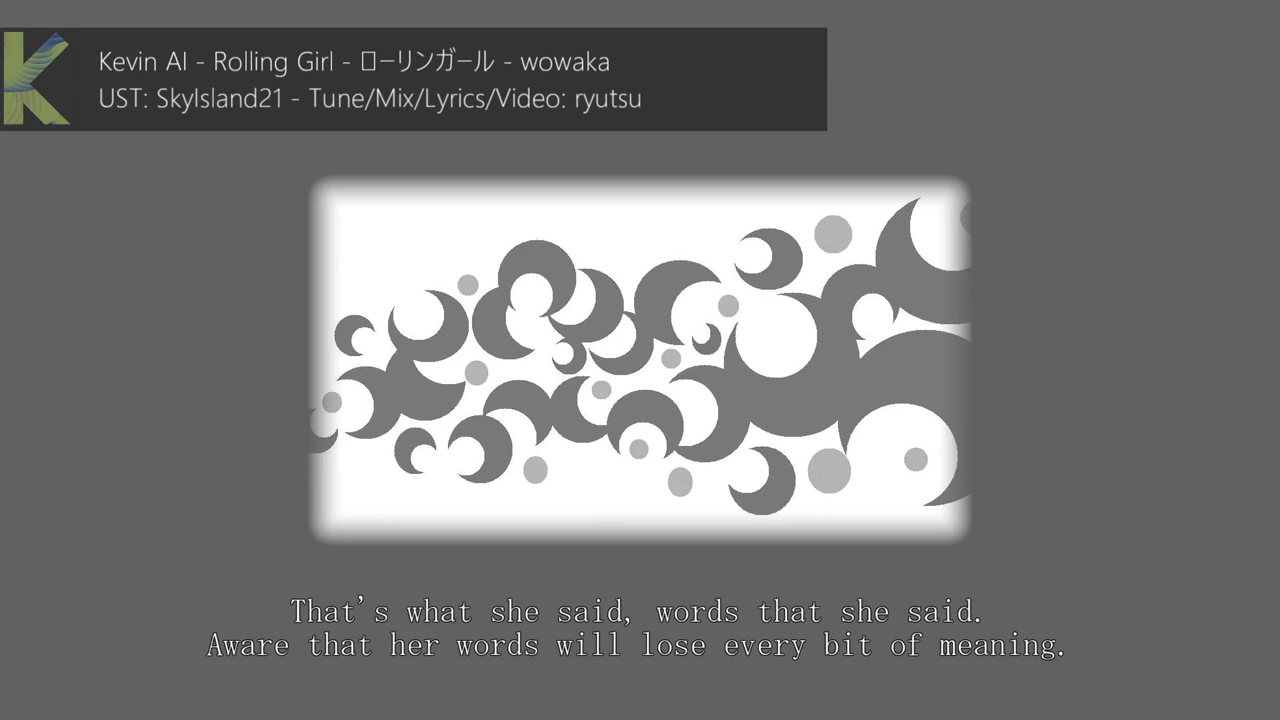 Kevin AI - Rolling Girl - ローリンガール - wowaka
UST: SkyIsland21 - Tune/Mix/Lyrics/Video: ryutsu
That's what she said, words that she said.
Aware that her words will lose every bit of meaning.